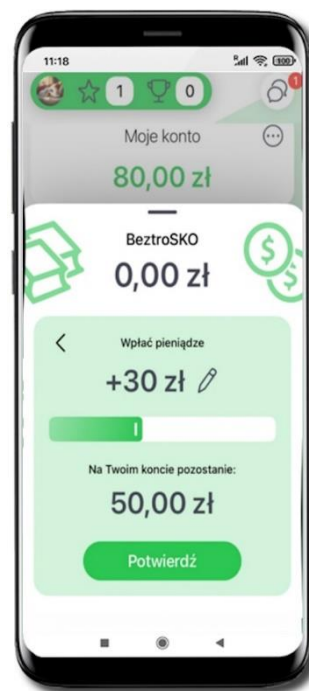 11:18
100
1
0
1
Moje konto
80,00 zł
BeztroSKO
0,00 zł
$
$
Wpłać pieniądze
+30 zł
Na Twoim koncie pozostanie:
50,00 zł
Potwierdź